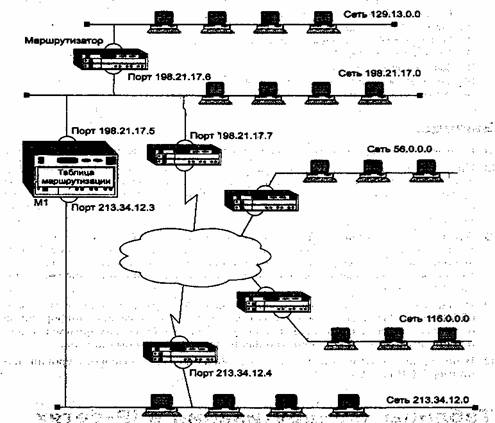 Сеть 129.13.0.0
Маршрутизатор
Порт 198.21.17.6
Сеть 198.21.17.0
Порт 198.21.17.5
Порт 198.21.17.7
Сеть 56.0.0.0
Таблица
маршрутизации
М1
Порт 213.34.12.3
Сеть 116.0.0.0
Порт 213.34.12.4
Сеть 213.34.12.0